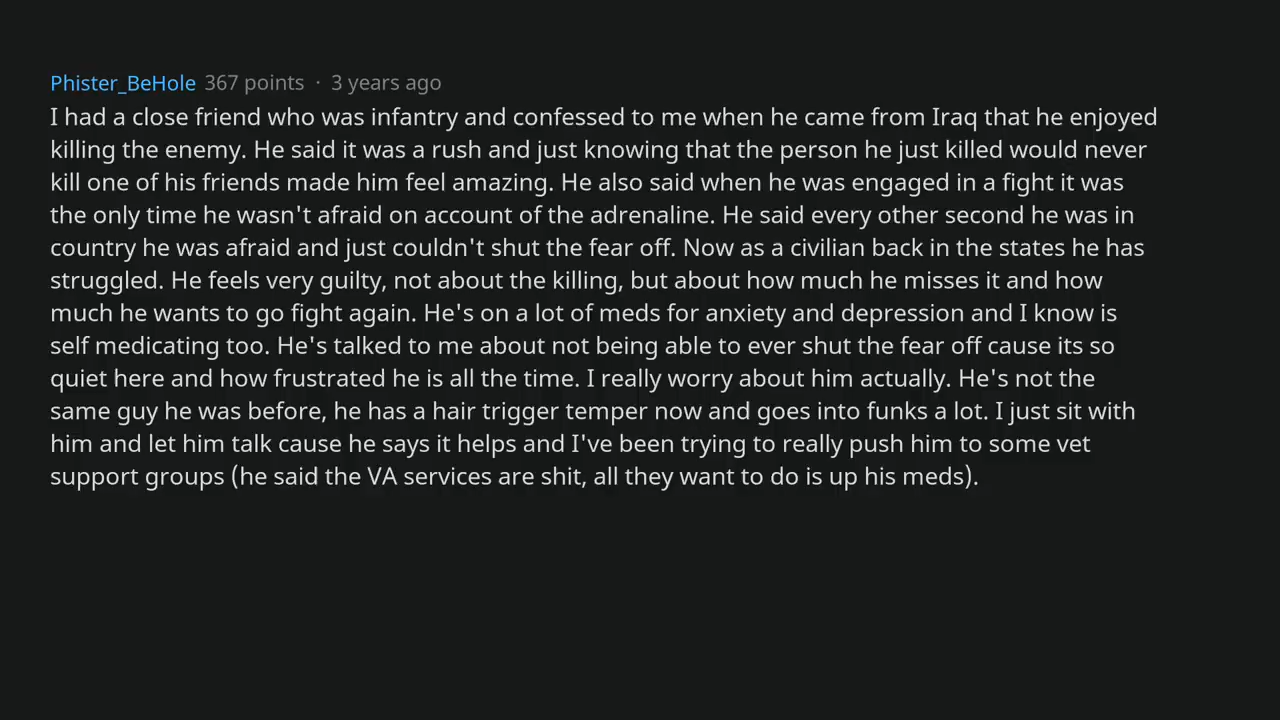 Phister_BeHole 367 points · 3 years ago
I had a close friend who was infantry and confessed to me when he came from Iraq that he enjoyed
killing the enemy. He said it was a rush and just knowing that the person he just killed would never
kill one of his friends made him feel amazing. He also said when he was engaged in a fight it was
the only time he wasn't afraid on account of the adrenaline. He said every other second he was in
country he was afraid and just couldn't shut the fear off. Now as a civilian back in the states he has
struggled. He feels very guilty, not about the killing, but about how much he misses it and how
much he wants to go fight again. He's on a lot of meds for anxiety and depression and I know is
self medicating too. He's talked to me about not being able to ever shut the fear off cause its so
quiet here and how frustrated he is all the time. I really worry about him actually. He's not the
same guy he was before, he has a hair trigger temper now and goes into funks a lot. I just sit with
him and let him talk cause he says it helps and I've been trying to really push him to some vet
support groups (he said the VA services are shit, all they want to do is up his meds).